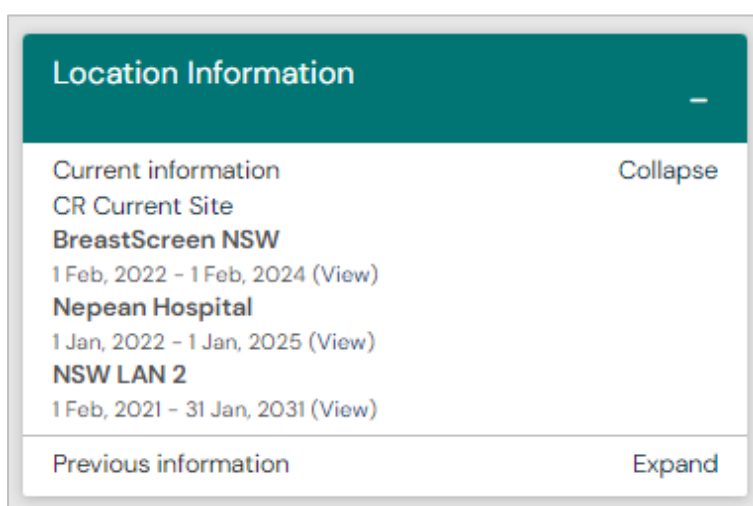 Location Information
–
Current information Collapse
CR Current Site
BreastScreen NSW
1 Feb, 2022 - 1 Feb, 2024 (View)
Nepean Hospital
1 Jan, 2022 - 1 Jan, 2025 (View)
NSW LAN 2
1 Feb, 2021 - 31 Jan, 2031 (View)
Previous information Expand